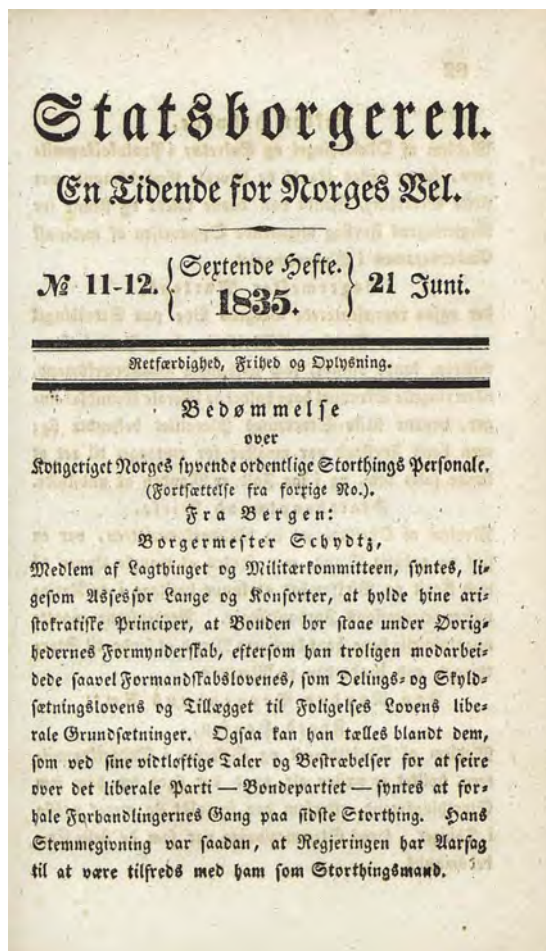 Statsborgeren.
En Tidende for Norges Vel.
№ 11-12. {Sextende Hefte. 1835.} 21 Juni.
Retfærdighed, Frihed og Oplysning.
Bedømmelse
over
Kongeriget Norges syvende ordentlige Storthings Personale.
(Fortsættelse fra forrige No.).
Fra Bergen:
Borgermester Schydtz,
Medlem af Lagthinget og Militærkommitteen, syntes, li-
gesom Assessor Lange og Konsorter, at hylde hine ari-
stokratiske Principer, at Bonden bør staae under Øvrig-
hedernes Formynderskab, eftersom han troligen modarbei-
dede saavel Formandskabslovenes, som Delings- og Skyld-
sætningslovens og Tillægget til Foligelses Lovens libe-
rale Grundsætninger. Ogsaa kan han tælles blandt dem,
som ved sine vidtløftige Taler og Bestræbelser for at seire
over det liberale Parti — Bondepartiet — syntes at for-
hale Forhandlingernes Gang paa sidste Storthing. Hans
Stemmegivning var saadan, at Regjeringen har Aarsag
til at være tilfreds med ham som Storthingsmand.